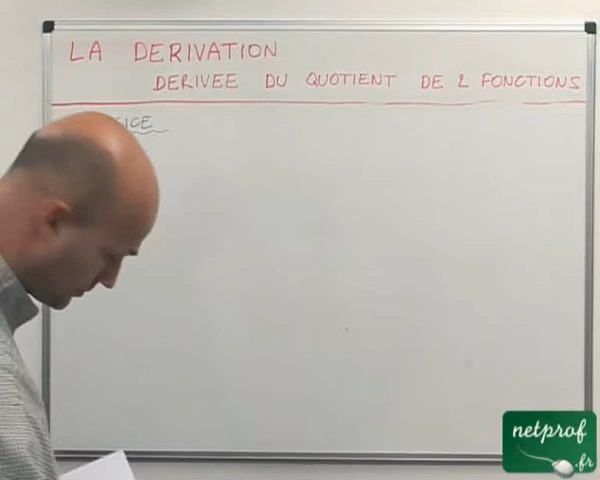 LA DERIVATION
DERIVEE DU QUOTIENT DE 2 FONCTIONS
netprof
.fr